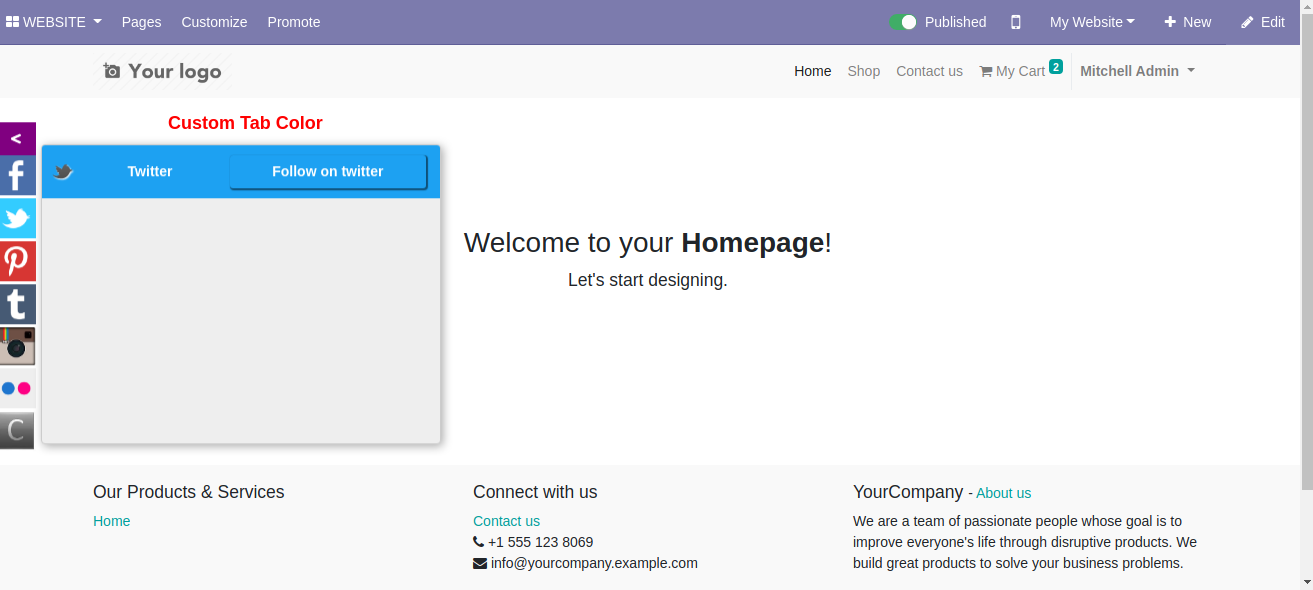 WEBSITE Pages Customize Promote Published My Website New Edit
Your logo Home Shop Contact us My Cart 2 Mitchell Admin
Custom Tab Color
<
f
Twitter Follow on twitter
t
C
Welcome to your Homepage!
Let's start designing.
Our Products & Services
Home
Connect with us
Contact us
+1 555 123 8069
info@yourcompany.example.com
YourCompany - About us
We are a team of passionate people whose goal is to
improve everyone's life through disruptive products. We
build great products to solve your business problems.